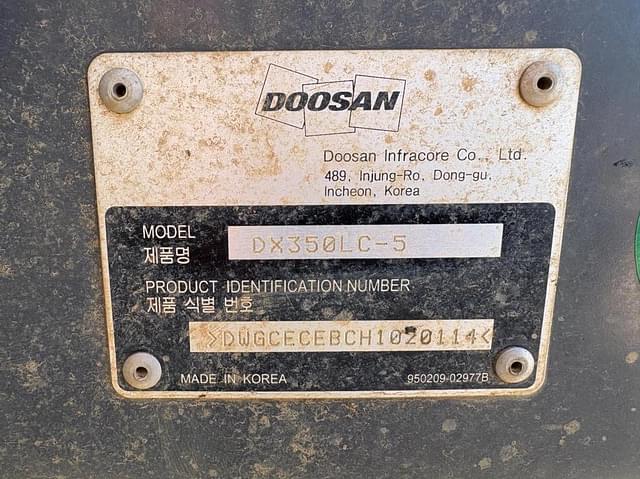 DOOSAN
Doosan Infracore Co., Ltd.
489, Injung-Ro, Dong-gu,
Incheon, Korea
MODEL
제품명
DX350LC-5
PRODUCT IDENTIFICATION NUMBER
제품 식별 번호
>DWGCECEBCH1020114<
MADE IN KOREA
950209-02977B